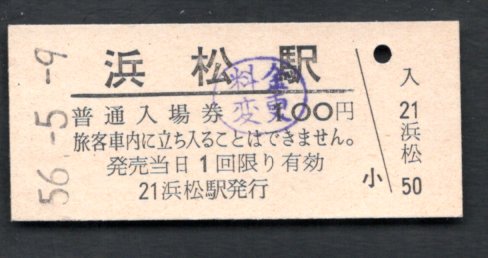 56.-5.-9
浜松駅
料金変更
普通入場券 100円
旅客車内に立ち入ることはできません。
発売当日1回限り有効
21浜松駅発行
小
入
21
浜松
50